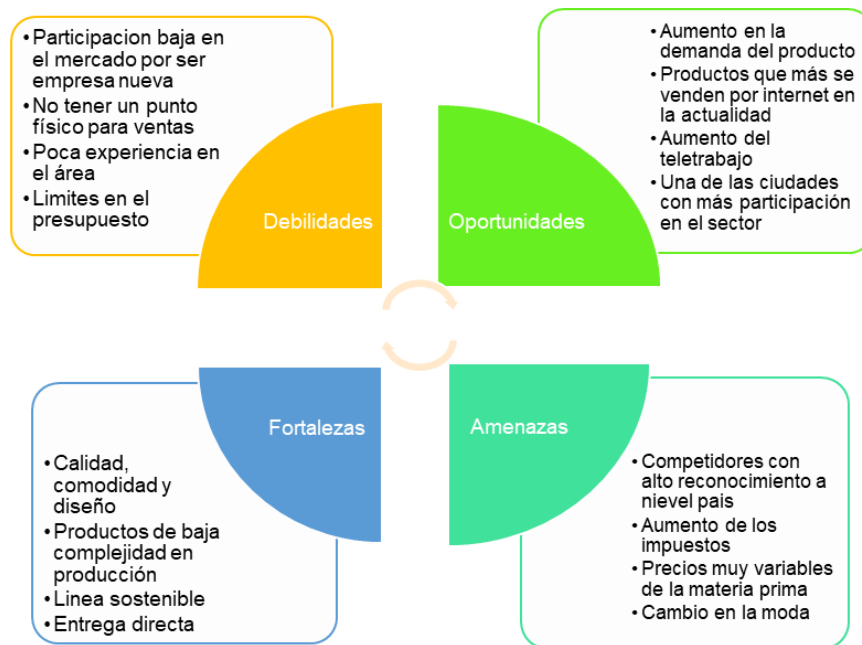 • Participacion baja en
el mercado por ser
empresa nueva
• No tener un punto
físico para ventas
• Poca experiencia en
el área
• Limites en el
presupuesto
Debilidades
• Aumento en la
demanda del producto
• Productos que más se
venden por internet en
la actualidad
• Aumento del
teletrabajo
• Una de las ciudades
con más participación
en el sector
Oportunidades
Fortalezas
• Calidad,
comodidad y
diseño
• Productos de baja
complejidad en
producción
• Linea sostenible
• Entrega directa
Amenazas
• Competidores con
alto reconocimiento a
nievel pais
• Aumento de los
impuestos
• Precios muy variables
de la materia prima
• Cambio en la moda